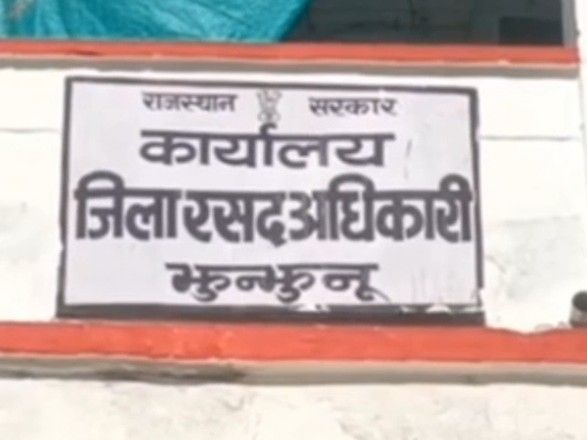 राजस्थान सरकार
कार्यालय
जिला रसद अधिकारी
झुन्झुनू